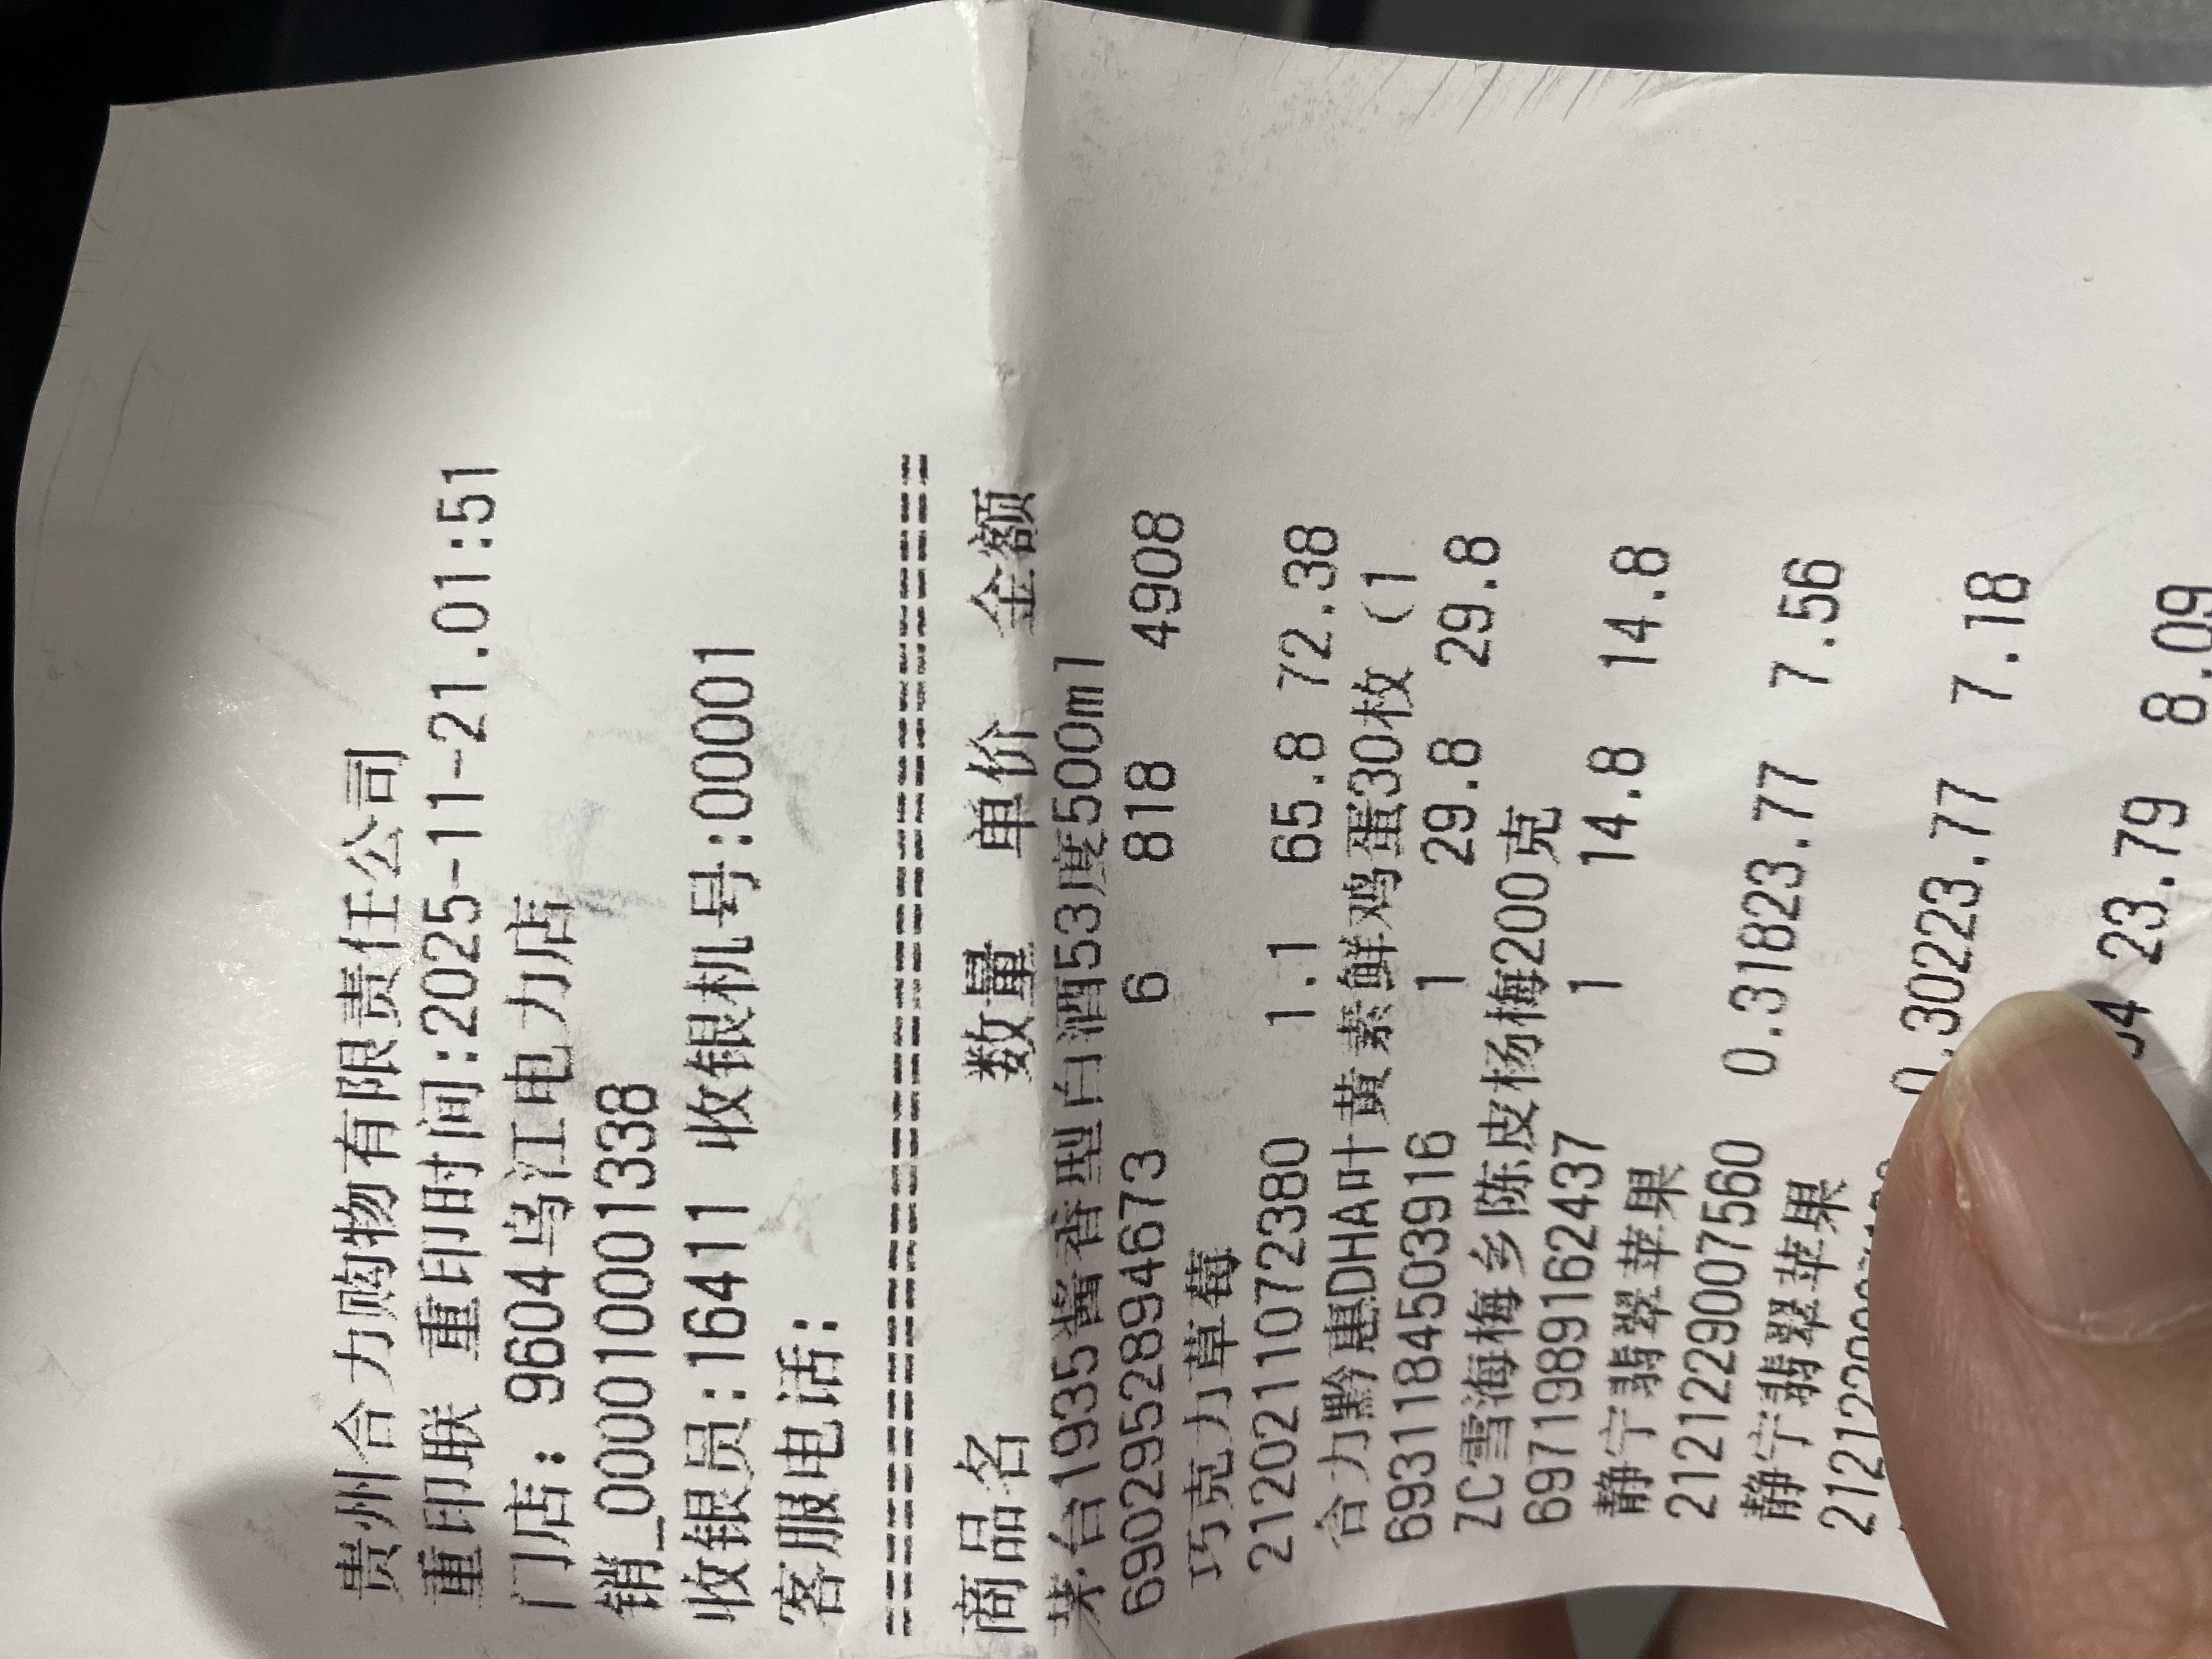 贵州合力购物有限责任公司
重印联 重印时间:2025-11-21.01:51
门店: 9604乌江电力店
销_00001000001338
收银员:16411 收银机号:00001
客服电话:
========================================
商品名 数量 单价 金额
茅台1935酱香型白酒53度500ml
6902952894673 6 818 4908
巧克力草莓
2120211072380 1.1 65.8 72.38
合力黔惠DHA叶黄素鲜鸡蛋30枚(1
6931184503916 1 29.8 29.8
ZC雪海梅乡陈皮杨梅200克
6971989162437 1 14.8 14.8
静宁翡翠苹果
2121229007560 0.31823.77 7.56
静宁翡翠苹果
0.30223.77 7.18
23.79 8.09